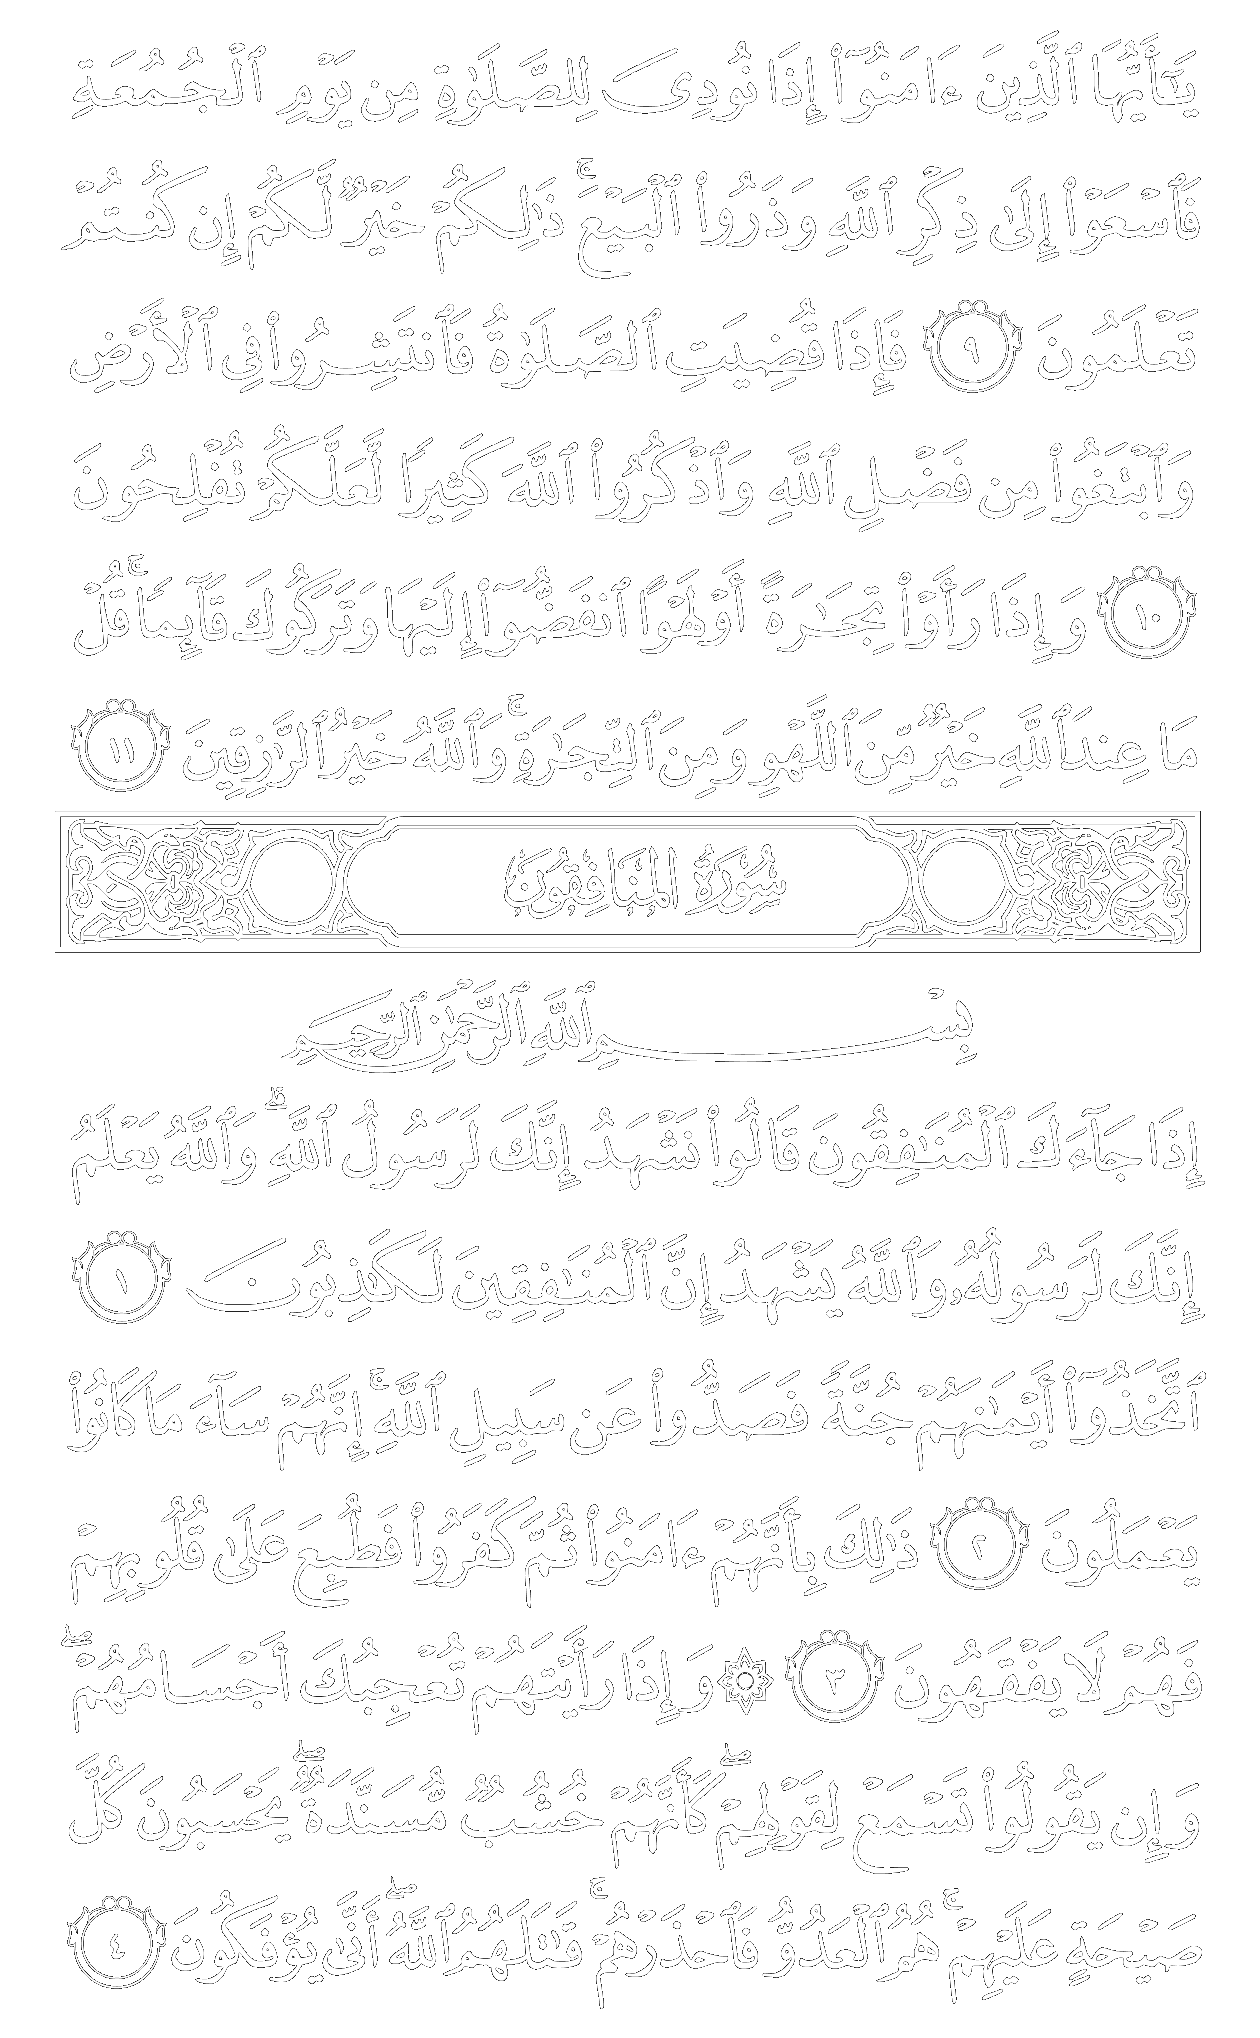 يَٰٓأَيُّهَا ٱلَّذِينَ ءَامَنُوٓا۟ إِذَا نُودِىَ لِلصَّلَوٰةِ مِن يَوْمِ ٱلْجُمُعَةِ
فَٱسْعَوْا۟ إِلَىٰ ذِكْرِ ٱللَّهِ وَذَرُوا۟ ٱلْبَيْعَ ۚ ذَٰلِكُمْ خَيْرٌ لَّكُمْ إِن كُنتُمْ
تَعْلَمُونَ ٩ فَإِذَا قُضِيَتِ ٱلصَّلَوٰةُ فَٱنتَشِرُوا۟ فِى ٱلْأَرْضِ
وَٱبْتَغُوا۟ مِن فَضْلِ ٱللَّهِ وَٱذْكُرُوا۟ ٱللَّهَ كَثِيرًا لَّعَلَّكُمْ تُفْلِحُونَ
١٠ وَإِذَا رَأَوْا۟ تِجَٰرَةً أَوْ لَهْوًا ٱنفَضُّوٓا۟ إِلَيْهَا وَتَرَكُوكَ قَآئِمًا ۚ قُلْ
مَا عِندَ ٱللَّهِ خَيْرٌ مِّنَ ٱللَّهْوِ وَمِنَ ٱلتِّجَٰرَةِ ۚ وَٱللَّهُ خَيْرُ ٱلرَّٰزِقِينَ ١١
سُورَةُ المُنَافِقُونَ
بِسْمِ ٱللَّهِ ٱلرَّحْمَٰنِ ٱلرَّحِيمِ
إِذَا جَآءَكَ ٱلْمُنَٰفِقُونَ قَالُوا۟ نَشْهَدُ إِنَّكَ لَرَسُولُ ٱللَّهِ ۗ وَٱللَّهُ يَعْلَمُ
إِنَّكَ لَرَسُولُهُۥ وَٱللَّهُ يَشْهَدُ إِنَّ ٱلْمُنَٰفِقِينَ لَكَٰذِبُونَ ١
ٱتَّخَذُوٓا۟ أَيْمَٰنَهُمْ جُنَّةً فَصَدُّوا۟ عَن سَبِيلِ ٱللَّهِ ۚ إِنَّهُمْ سَآءَ مَا كَانُوا۟
يَعْمَلُونَ ٢ ذَٰلِكَ بِأَنَّهُمْ ءَامَنُوا۟ ثُمَّ كَفَرُوا۟ فَطُبِعَ عَلَىٰ قُلُوبِهِمْ
فَهُمْ لَا يَفْقَهُونَ ٣ ۞ وَإِذَا رَأَيْتَهُمْ تُعْجِبُكَ أَجْسَامُهُمْ ۖ
وَإِن يَقُولُوا۟ تَسْمَعْ لِقَوْلِهِمْ ۖ كَأَنَّهُمْ خُشُبٌ مُّسَنَّدَةٌ ۖ يَحْسَبُونَ كُلَّ
صَيْحَةٍ عَلَيْهِمْ ۚ هُمُ ٱلْعَدُوُّ فَٱحْذَرْهُمْ ۚ قَٰتَلَهُمُ ٱللَّهُ ۖ أَنَّىٰ يُؤْفَكُونَ ٤